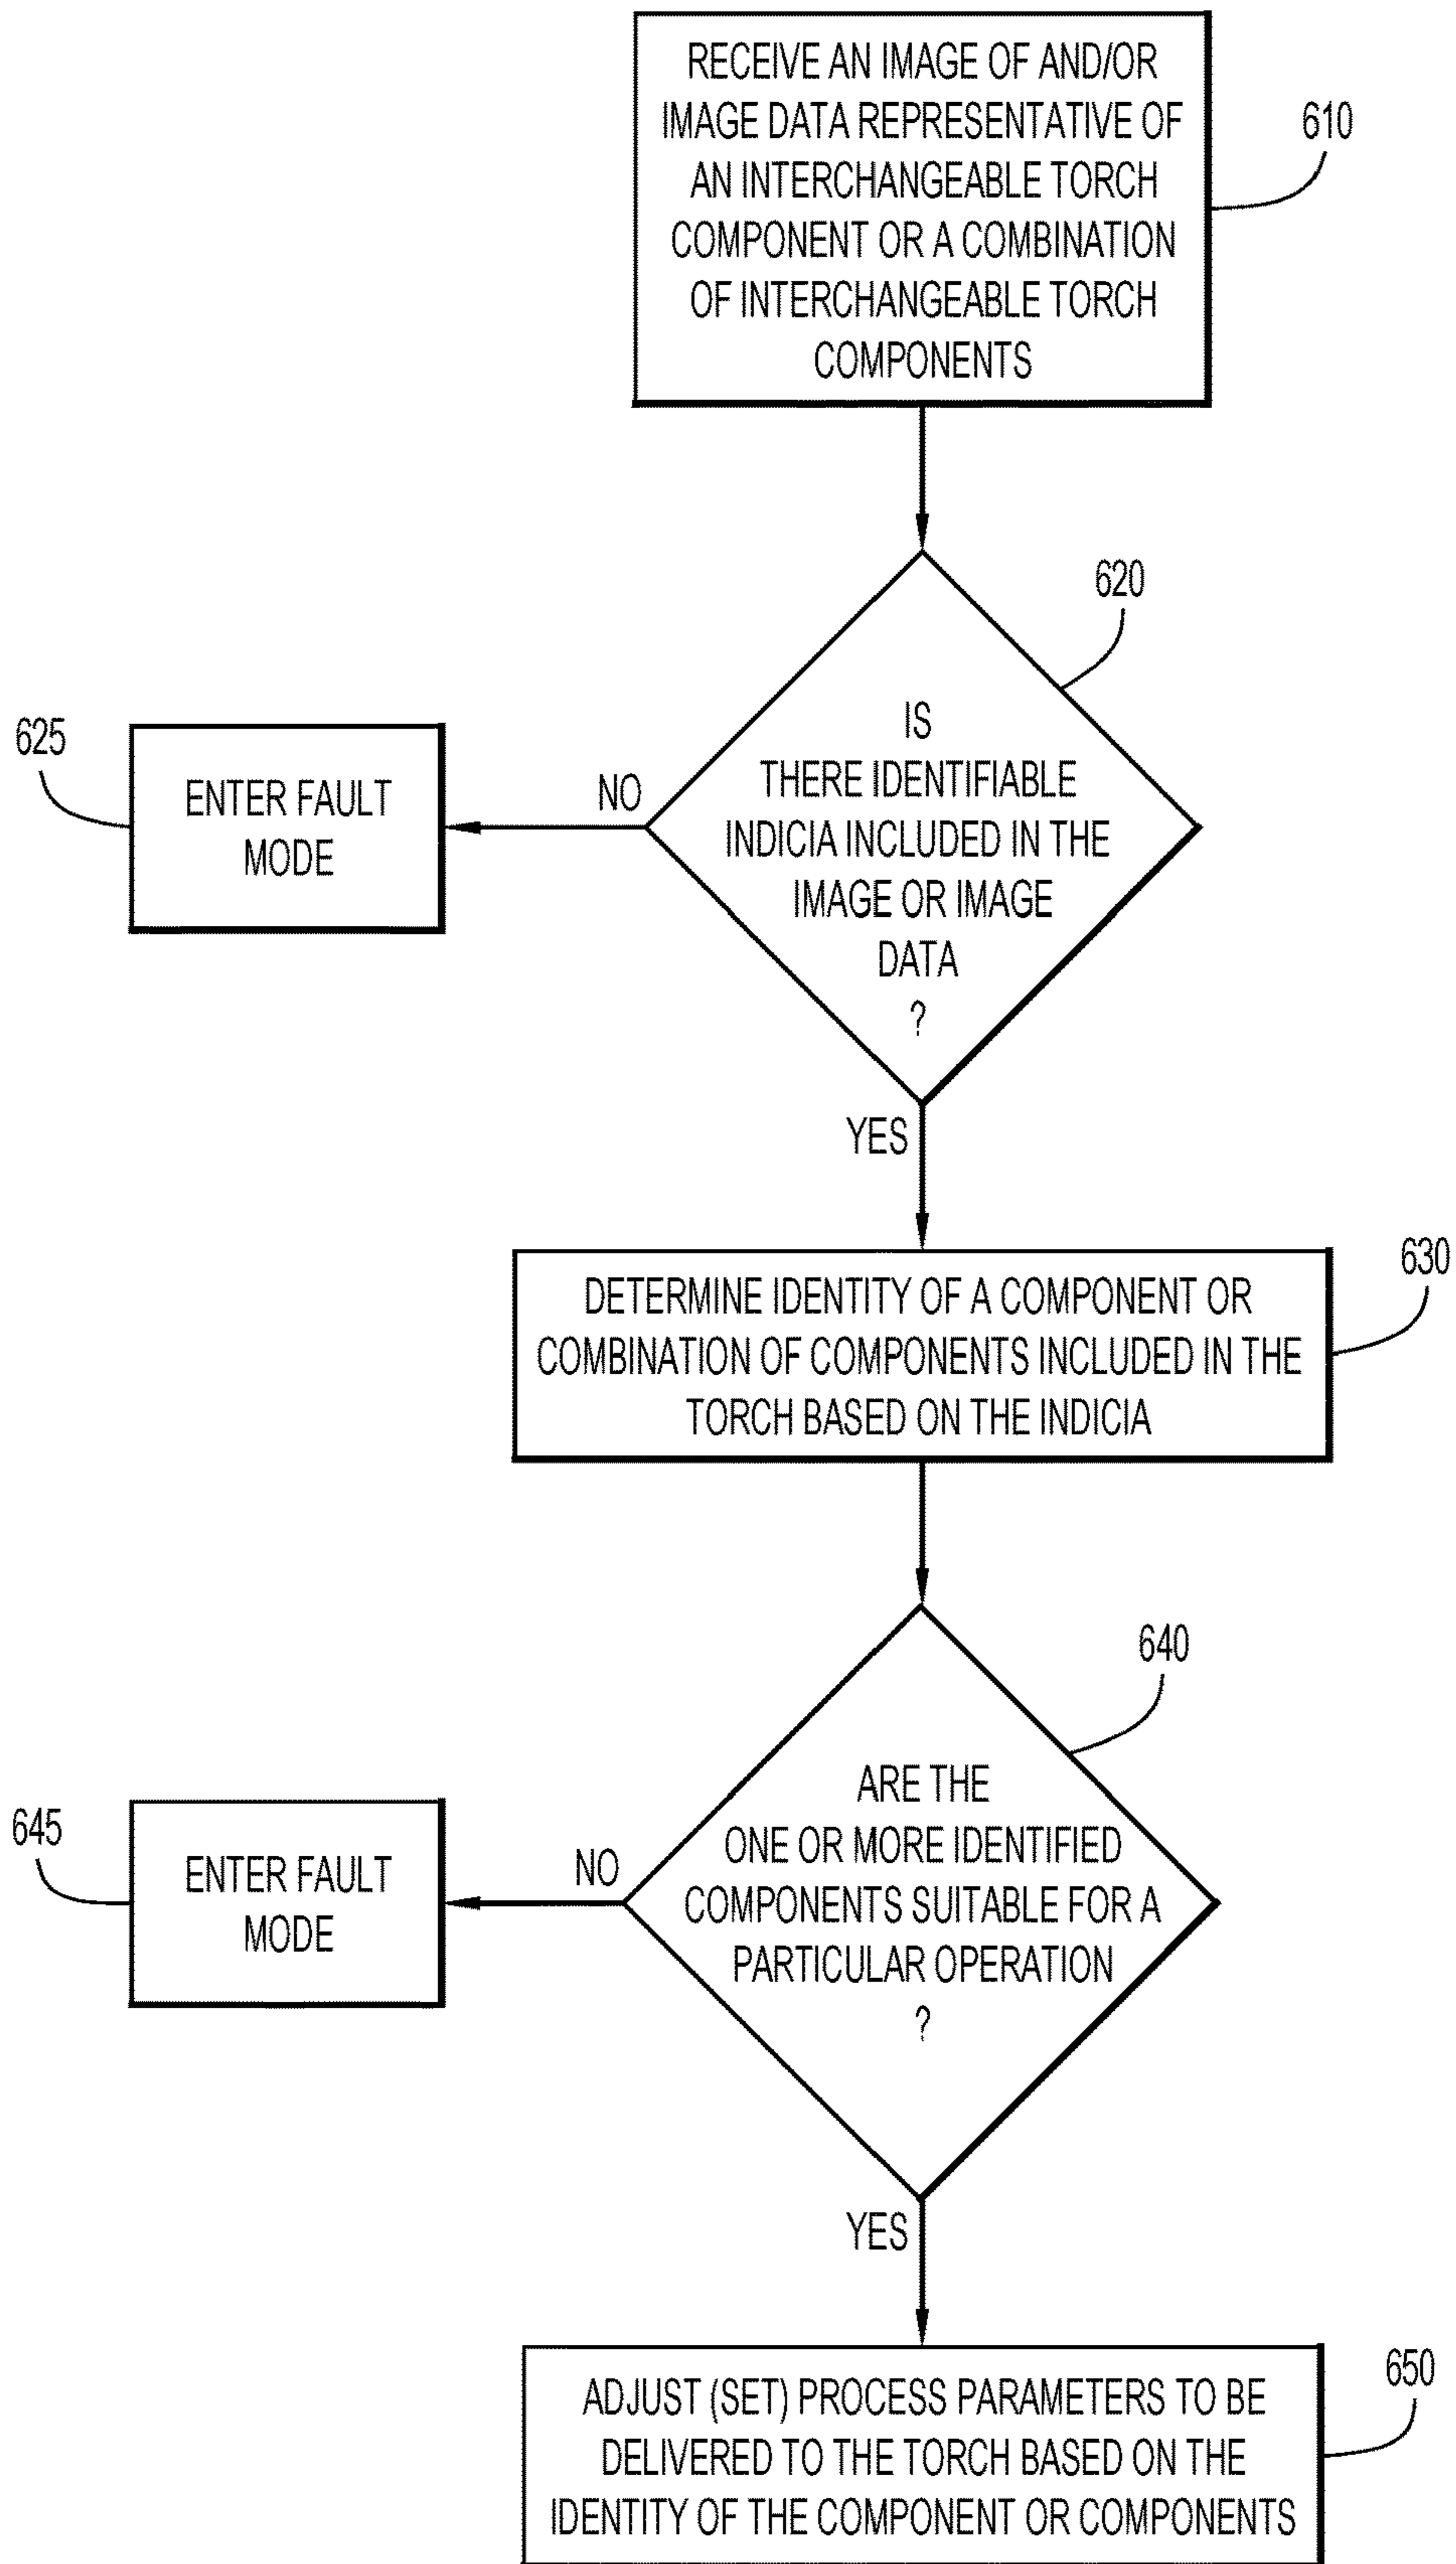 RECEIVE AN IMAGE OF AND/OR
IMAGE DATA REPRESENTATIVE OF
AN INTERCHANGEABLE TORCH
COMPONENT OR A COMBINATION
OF INTERCHANGEABLE TORCH
COMPONENTS
610
620
IS
THERE IDENTIFIABLE
INDICIA INCLUDED IN THE
IMAGE OR IMAGE
DATA
?
NO
625
ENTER FAULT
MODE
YES
630
DETERMINE IDENTITY OF A COMPONENT OR
COMBINATION OF COMPONENTS INCLUDED IN THE
TORCH BASED ON THE INDICIA
640
ARE THE
ONE OR MORE IDENTIFIED
COMPONENTS SUITABLE FOR A
PARTICULAR OPERATION
?
NO
645
ENTER FAULT
MODE
YES
650
ADJUST (SET) PROCESS PARAMETERS TO BE
DELIVERED TO THE TORCH BASED ON THE
IDENTITY OF THE COMPONENT OR COMPONENTS